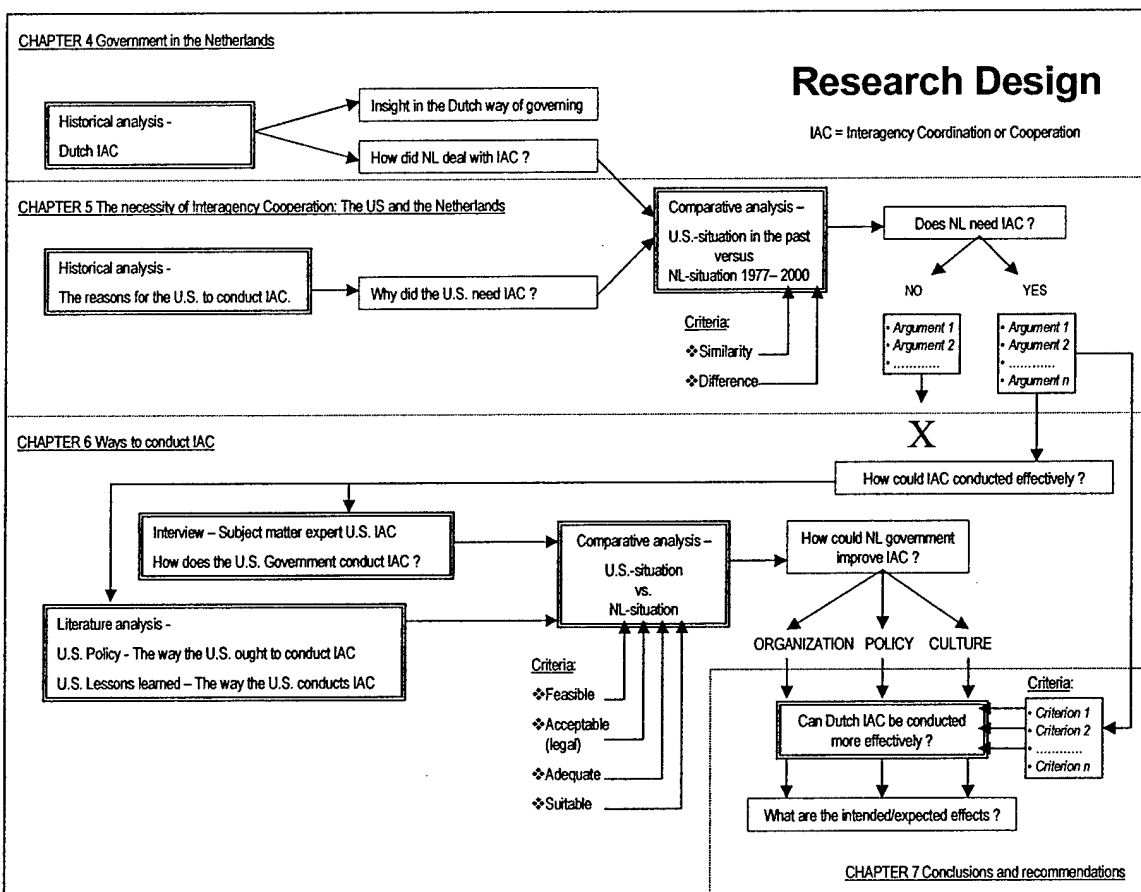 CHAPTER 4 Government in the Netherlands
Research Design
IAC = Interagency Coordination or Cooperation
Historical analysis -
Dutch IAC
Insight in the Dutch way of governing
How did NL deal with IAC ?
CHAPTER 5 The necessity of Interagency Cooperation: The US and the Netherlands
Historical analysis -
The reasons for the U.S. to conduct IAC.
Why did the U.S. need IAC ?
Comparative analysis –
U.S.-situation in the past
versus
NL-situation 1977– 2000
Criteria:
❖Similarity
❖Difference
Does NL need IAC ?
NO
YES
• Argument 1
• Argument 2
• ............
• Argument 1
• Argument 2
• ............
• Argument n
X
CHAPTER 6 Ways to conduct IAC
How could IAC conducted effectively ?
Interview – Subject matter expert U.S. IAC
How does the U.S. Government conduct IAC ?
Literature analysis -
U.S. Policy - The way the U.S. ought to conduct IAC
U.S. Lessons learned – The way the U.S. conducts IAC
Comparative analysis –
U.S.-situation
vs.
NL-situation
Criteria:
❖Feasible
❖Acceptable
(legal)
❖Adequate
❖Suitable
How could NL government
improve IAC ?
ORGANIZATION POLICY CULTURE
Can Dutch IAC be conducted
more effectively ?
Criteria:
• Criterion 1
• Criterion 2
• ............
• Criterion n
What are the intended/expected effects ?
CHAPTER 7 Conclusions and recommendations